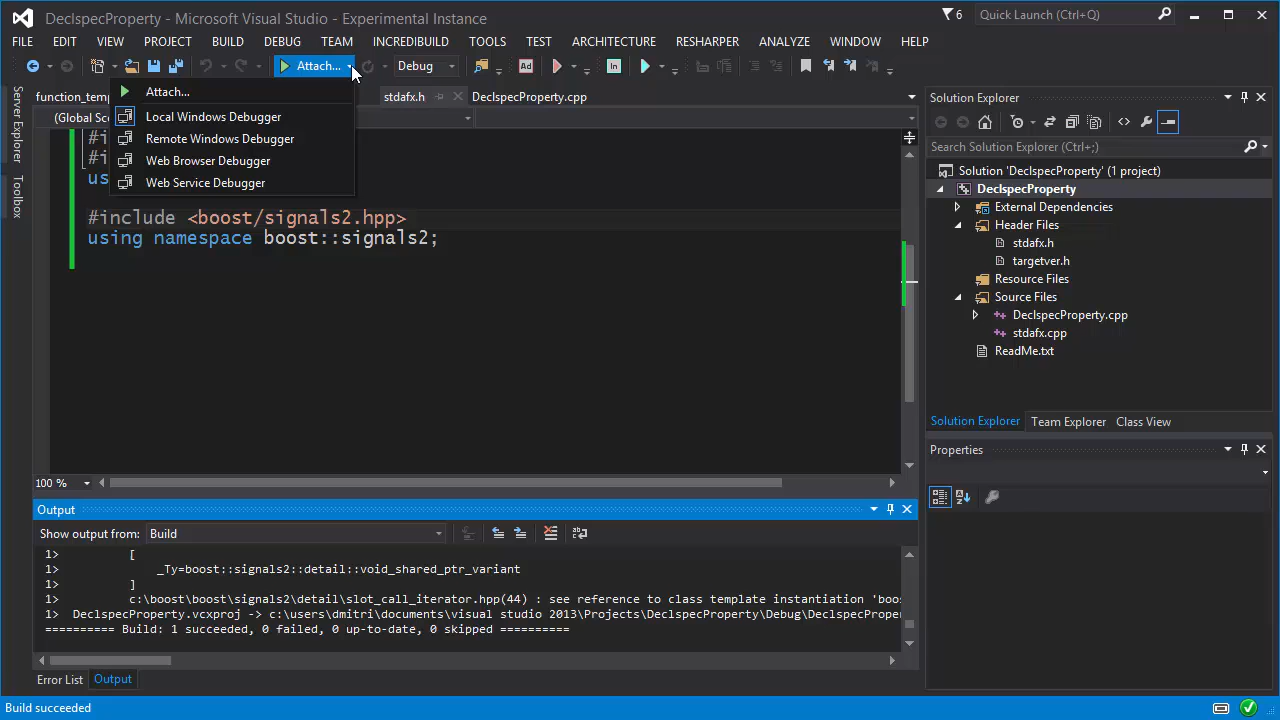 DeclspecProperty - Microsoft Visual Studio - Experimental Instance
6
Quick Launch (Ctrl+Q)
FILE EDIT VIEW PROJECT BUILD DEBUG TEAM INCREDIBUILD TOOLS TEST ARCHITECTURE RESHARPER ANALYZE WINDOW HELP
Attach... Debug
Ad
In
function_temp stdafx.h DeclspecProperty.cpp
(Global Sco
Server Explorer
Toolbox
Attach...
Local Windows Debugger
Remote Windows Debugger
Web Browser Debugger
Web Service Debugger
#i
#i
us
#include <boost/signals2.hpp>
using namespace boost::signals2;
100 %
Solution Explorer
Search Solution Explorer (Ctrl+;)
Solution 'DeclspecProperty' (1 project)
DeclspecProperty
External Dependencies
Header Files
stdafx.h
targetver.h
Resource Files
Source Files
DeclspecProperty.cpp
stdafx.cpp
ReadMe.txt
Solution Explorer Team Explorer Class View
Properties
Output
Show output from: Build
1> [
1> _Ty=boost::signals2::detail::void_shared_ptr_variant
1> ]
1> c:\boost\boost\signals2\detail\slot_call_iterator.hpp(44) : see reference to class template instantiation 'boos
1> DeclspecProperty.vcxproj -> c:\users\dmitri\documents\visual studio 2013\Projects\DeclspecProperty\Debug\DeclspecPrope
========== Build: 1 succeeded, 0 failed, 0 up-to-date, 0 skipped ==========
Error List Output
Build succeeded